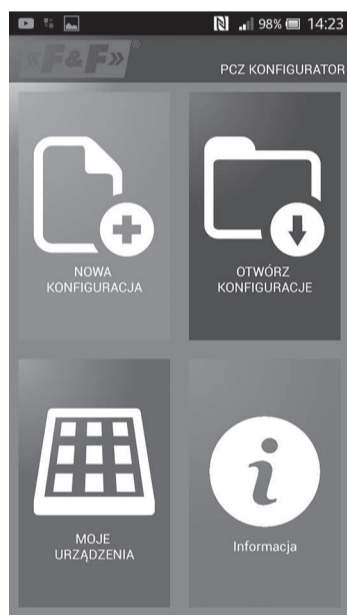 98% 14:23
«F&F»®
PCZ KONFIGURATOR
NOWA
KONFIGURACJA
OTWÓRZ
KONFIGURACJE
MOJE
URZĄDZENIA
Informacja